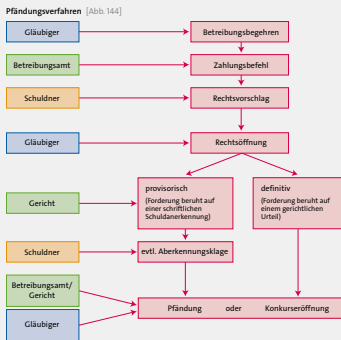 Pfändungsverfahren [Abb. 144]
Gläubiger
Betreibungsbegehren
Betreibungsamt
Zahlungsbefehl
Schuldner
Rechtsvorschlag
Gläubiger
Rechtsöffnung
Gericht
provisorisch
(Forderung beruht auf
einer schriftlichen
Schuldanerkennung)
definitiv
(Forderung beruht auf
einem gerichtlichen
Urteil)
Schuldner
evtl. Aberkennungsklage
Betreibungsamt/
Gericht
Gläubiger
Pfändung oder Konkurseröffnung